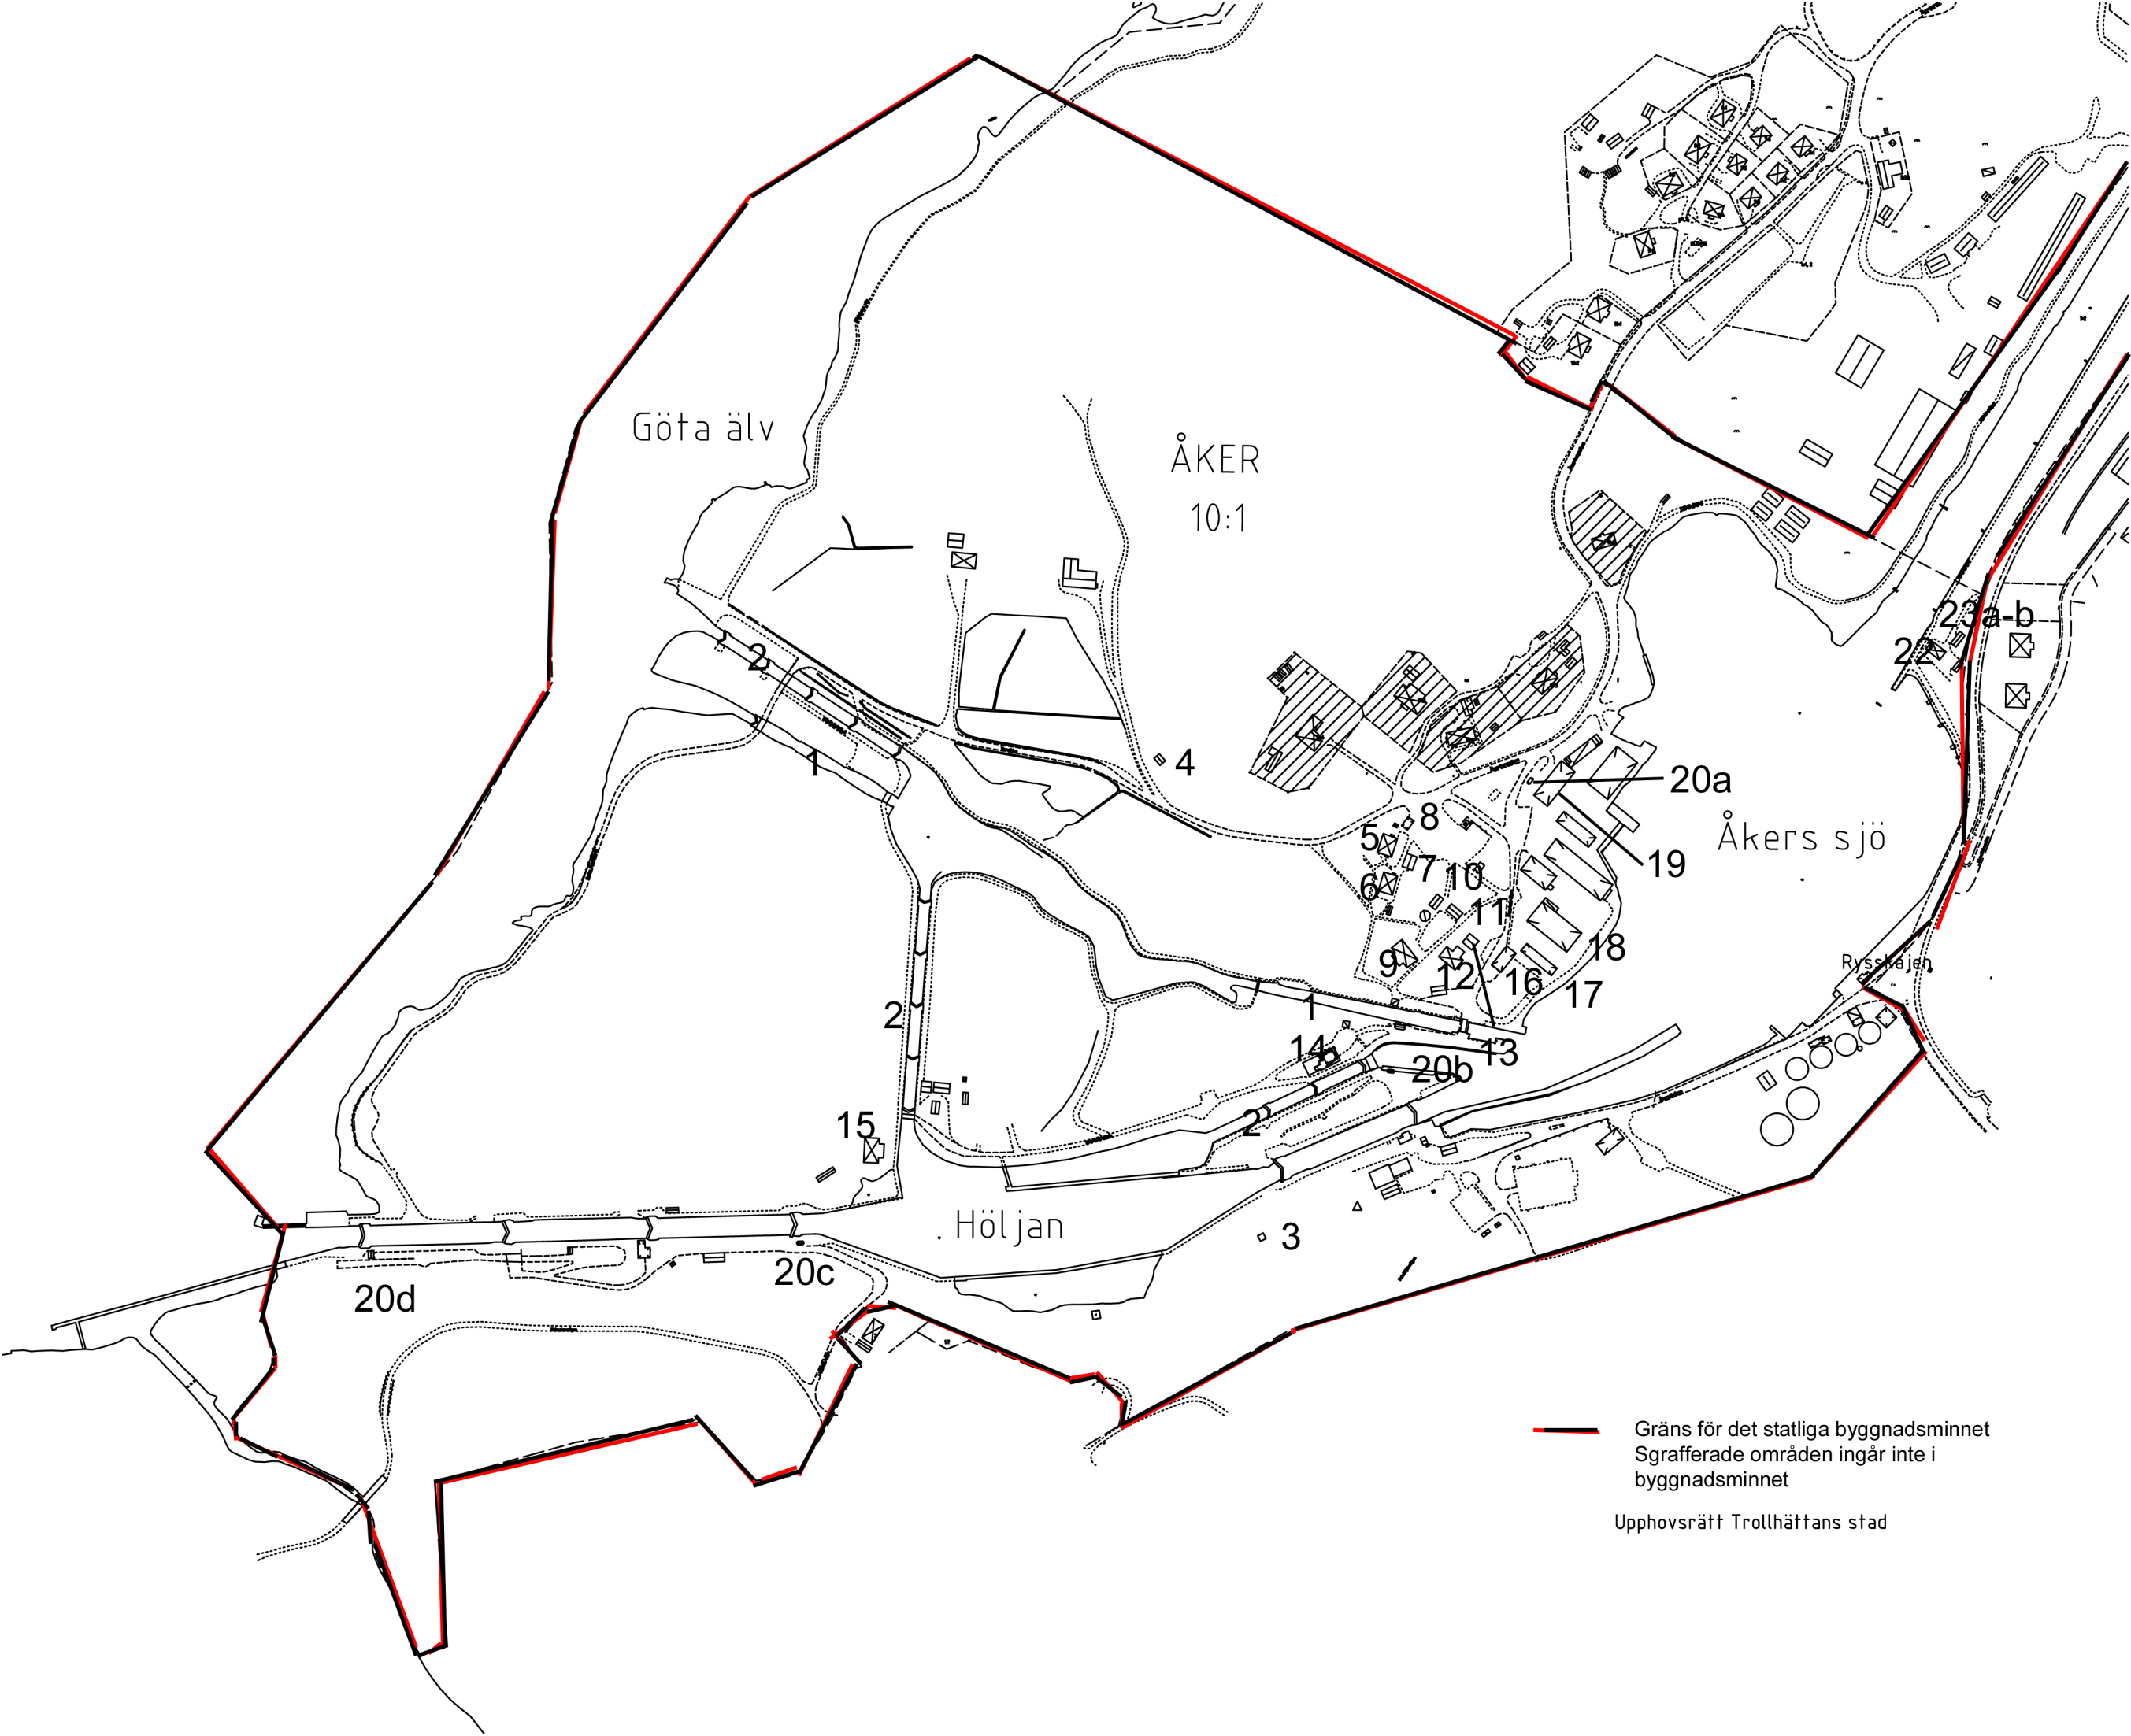 Göta älv
ÅKER
10:1
23a-b
22
2
1
4
20a
Åkers sjö
8
5
7
19
6
10
11
18
9
12
16
17
Rysskajen
2
1
14
13
20b
2
15
Höljan
3
20c
20d
Gräns för det statliga byggnadsminnet
Sgrafferade områden ingår inte i
byggnadsminnet
Upphovsrätt Trollhättans stad